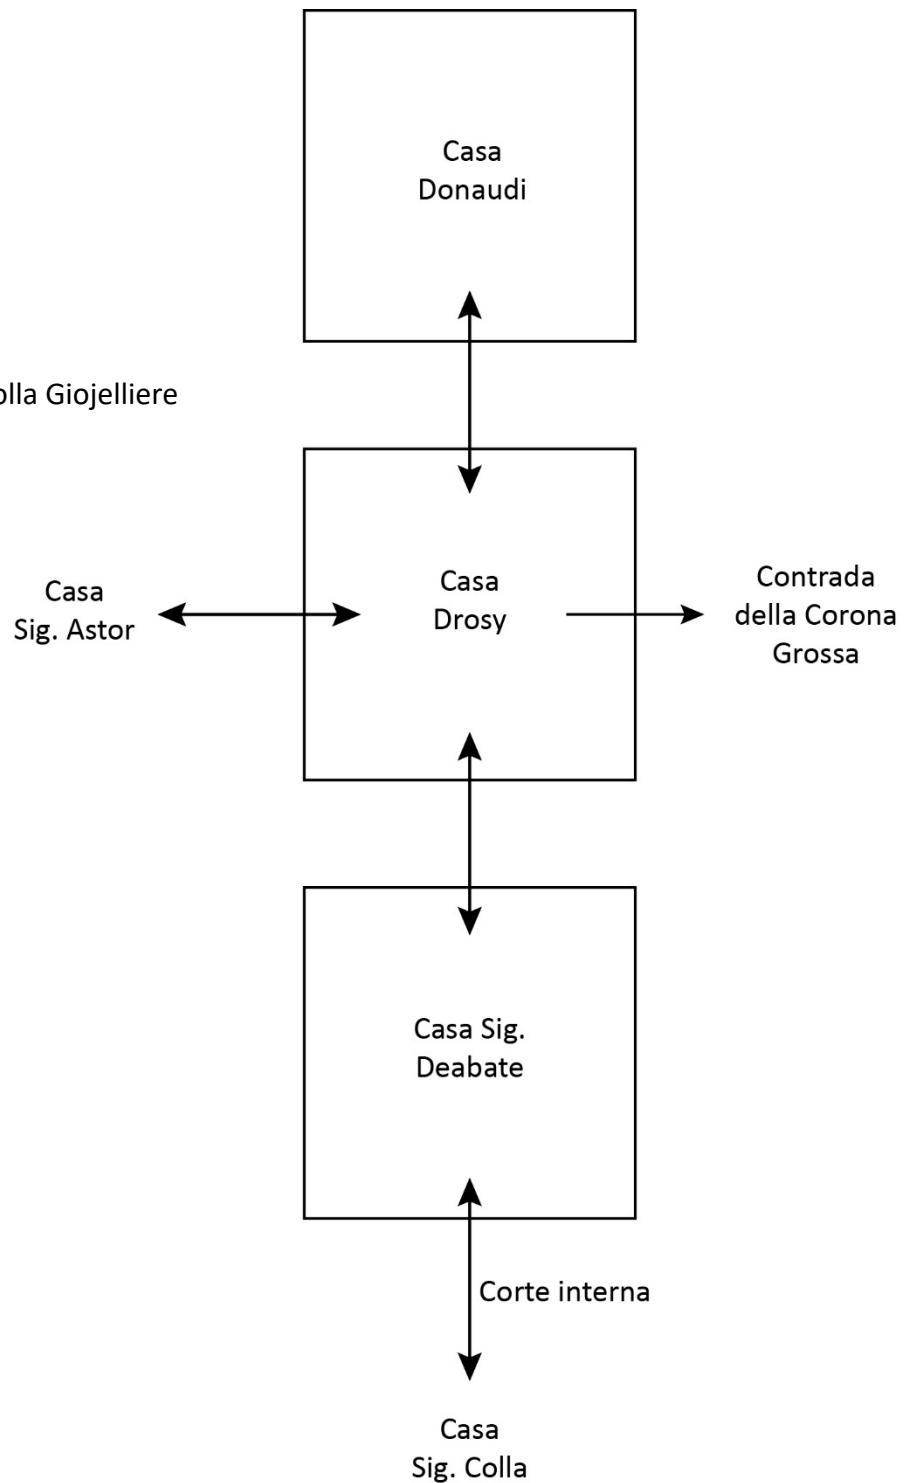 Casa
Donaudi
olla Giojelliere
Casa
Sig. Astor
Casa
Drosy
Contrada
della Corona
Grossa
Casa Sig.
Deabate
Corte interna
Casa
Sig. Colla